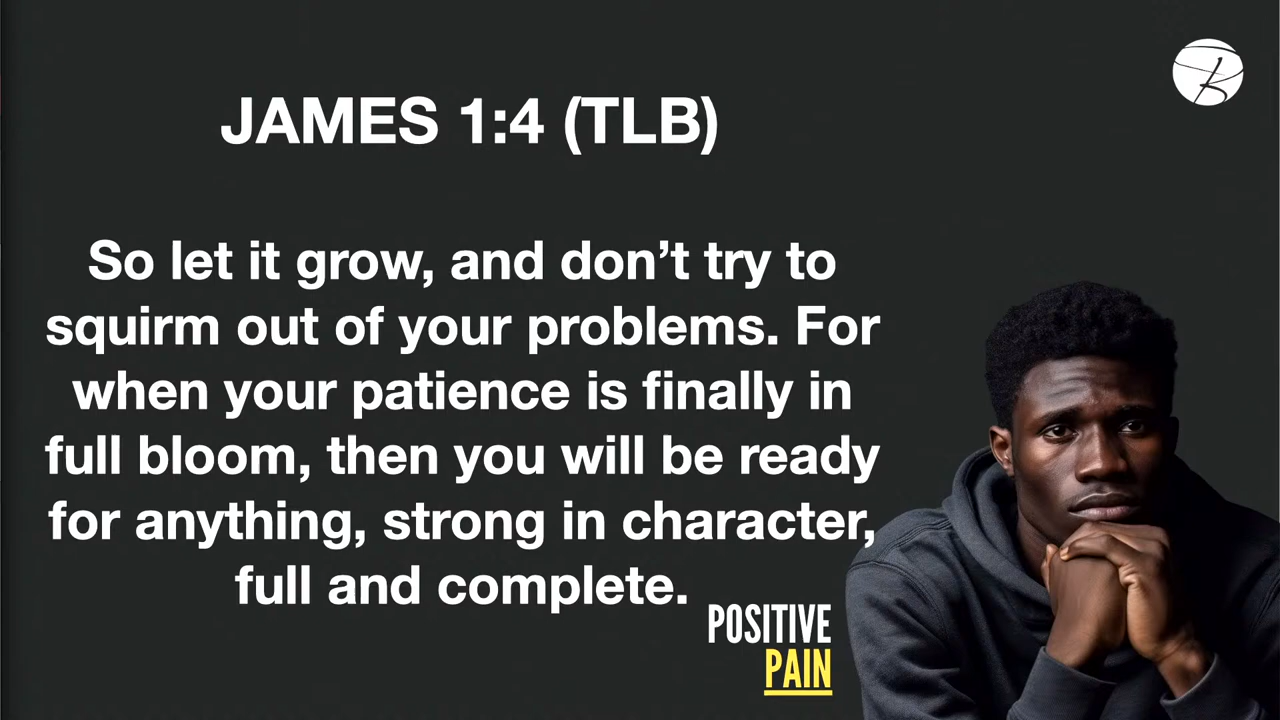 JAMES 1:4 (TLB)
So let it grow, and don’t try to
squirm out of your problems. For
when your patience is finally in
full bloom, then you will be ready
for anything, strong in character,
full and complete.
POSITIVE
PAIN